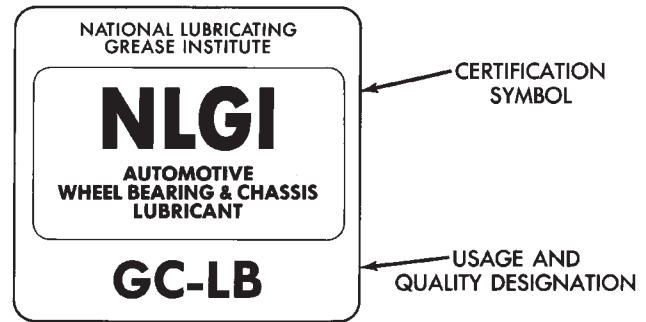 NATIONAL LUBRICATING
GREASE INSTITUTE
NLGI
AUTOMOTIVE
WHEEL BEARING & CHASSIS
LUBRICANT
GC-LB
CERTIFICATION
SYMBOL
USAGE AND
QUALITY DESIGNATION